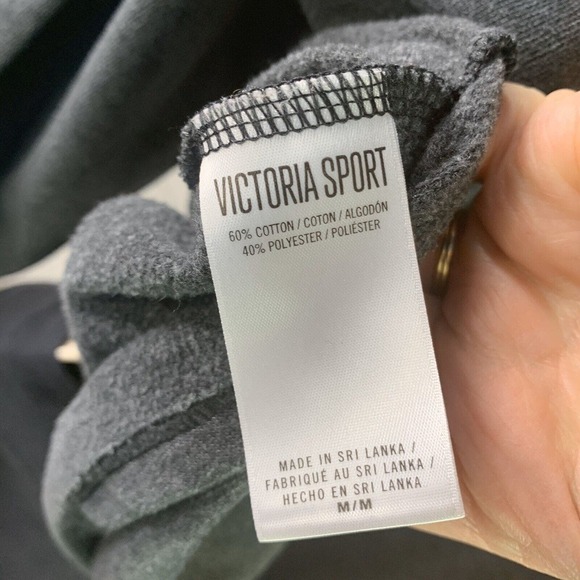 VICTORIA SPORT
60% COTTON / COTON / ALGODÓN
40% POLYESTER / POLIÉSTER
MADE IN SRI LANKA /
FABRIQUÉ AU SRI LANKA /
HECHO EN SRI LANKA
M/M